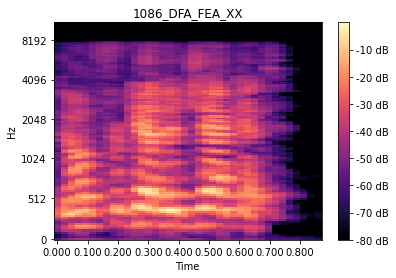 1086_DFA_FEA_XX
8192
4096
2048
1024
512
0
Hz
0.000 0.100 0.200 0.300 0.400 0.500 0.600 0.700 0.800
Time
-10 dB
-20 dB
-30 dB
-40 dB
-50 dB
-60 dB
-70 dB
-80 dB